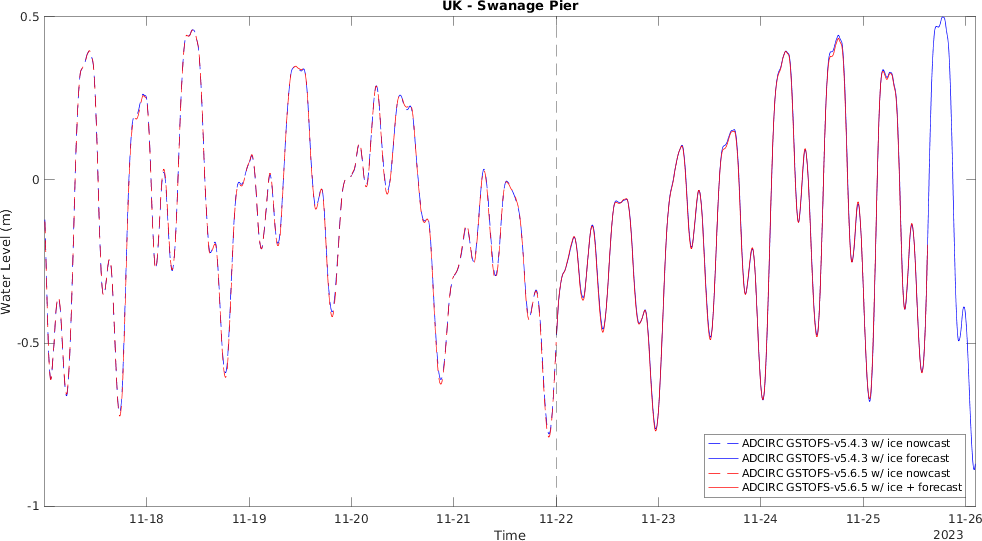 UK - Swanage Pier
0.5
0
-0.5
-1
Water Level (m)
11-18
11-19
11-20
11-21
11-22
11-23
11-24
11-25
11-26
2023
Time
ADCIRC GSTOFS-v5.4.3 w/ ice nowcast
ADCIRC GSTOFS-v5.4.3 w/ ice forecast
ADCIRC GSTOFS-v5.6.5 w/ ice nowcast
ADCIRC GSTOFS-v5.6.5 w/ ice + forecast